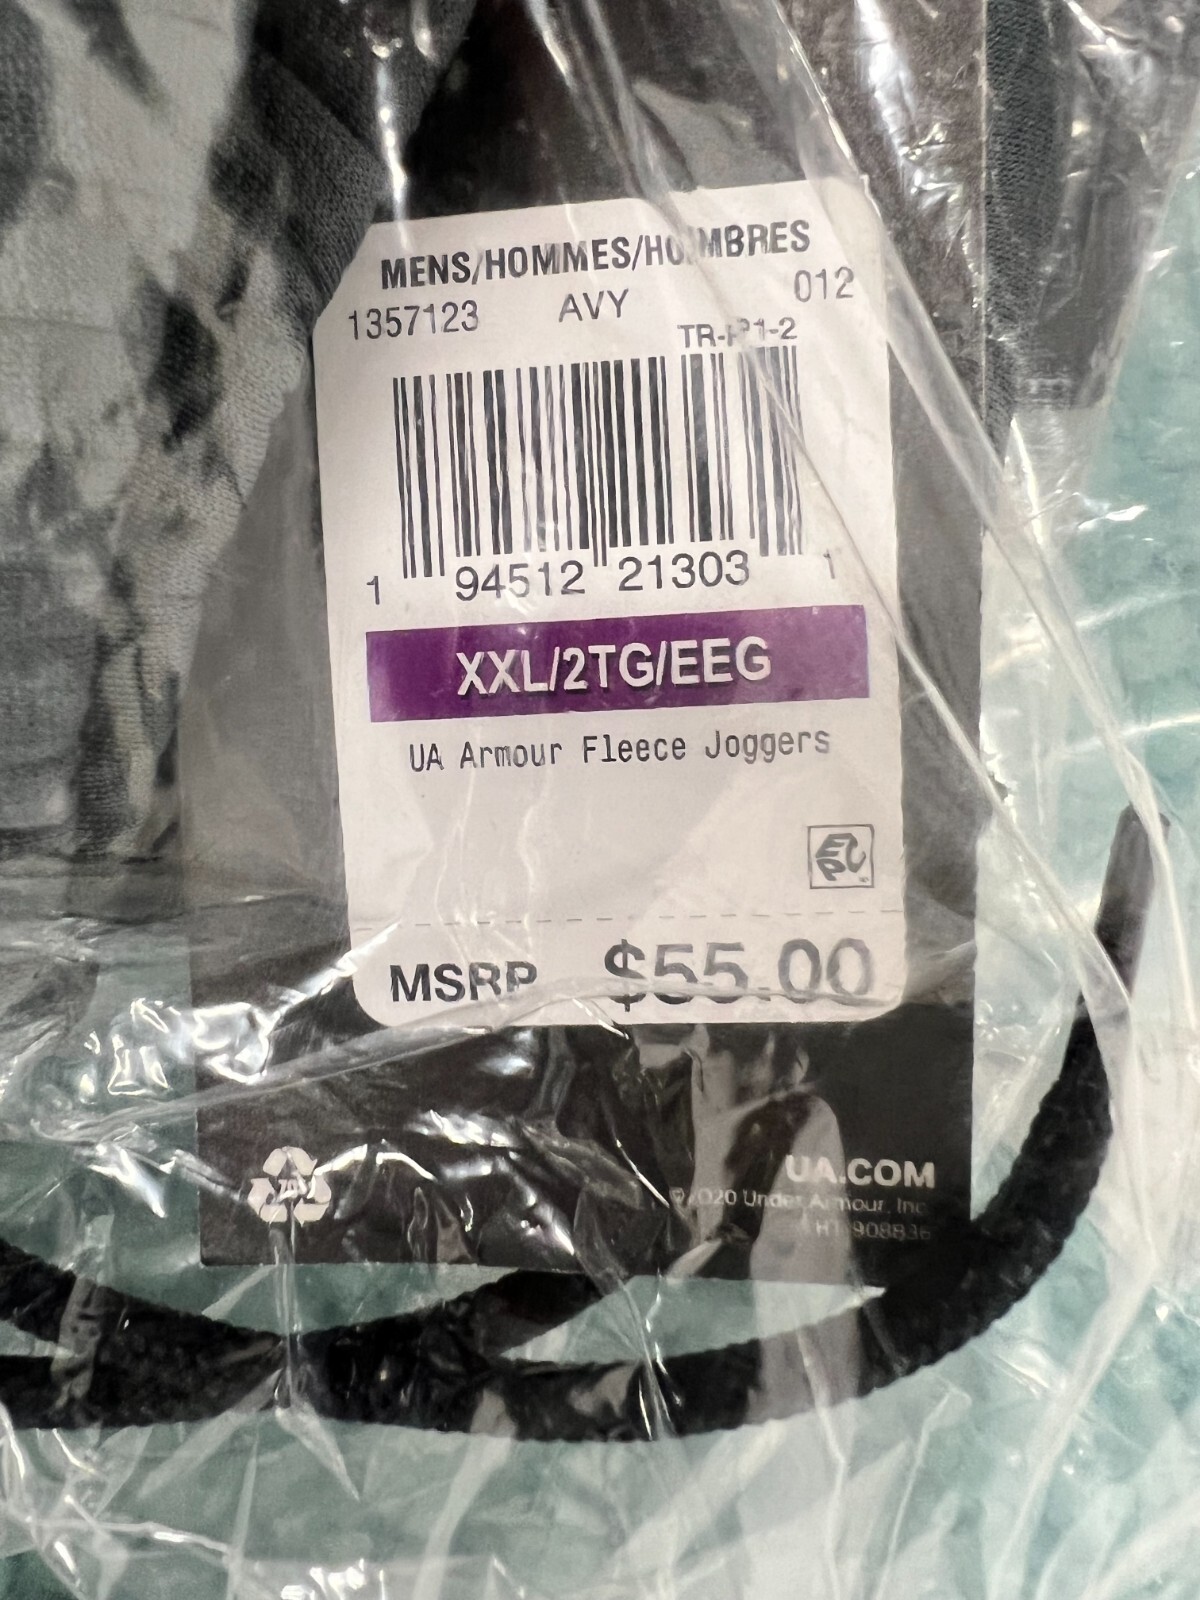 MENS/HOMMES/HOMBRES
1357123 AVY 012
TR-P1-2
1 94512 21303 1
XXL/2TG/EEG
UA Armour Fleece Joggers
EPC
MSRP $55.00
UA.COM
©2020 Under Armour, Inc.